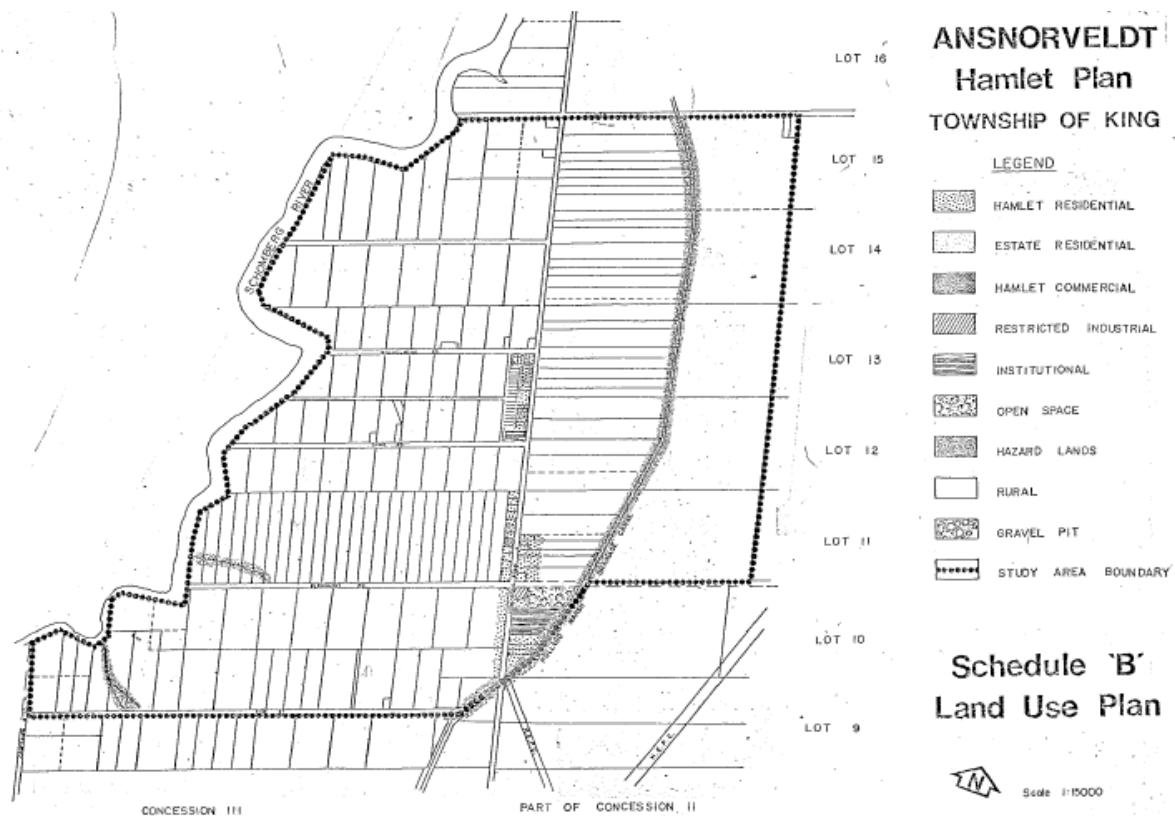 ANSNORVELDT
Hamlet Plan
TOWNSHIP OF KING
LEGEND
HAMLET RESIDENTIAL
ESTATE RESIDENTIAL
HAMLET COMMERCIAL
RESTRICTED INDUSTRIAL
INSTITUTIONAL
OPEN SPACE
HAZARD LANDS
RURAL
GRAVEL PIT
STUDY AREA BOUNDARY
Schedule 'B'
Land Use Plan
N
Scale 1:15000
LOT 16
LOT 15
LOT 14
LOT 13
LOT 12
LOT 11
LOT 10
LOT 9
SCHOMBERG RIVER
H.E.P.C.
H.E.P.C.
CONCESSION III
PART OF CONCESSION II